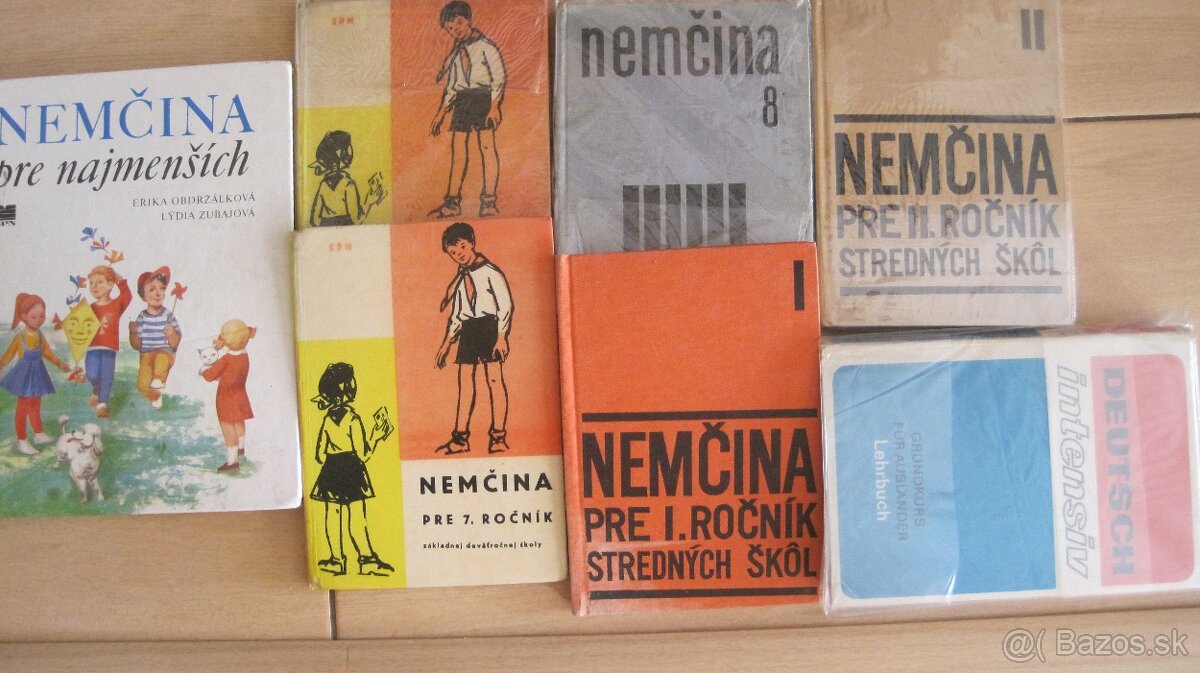 NEMČINA
pre najmenších
ERIKA OBDRŽÁLKOVÁ
LÝDIA ZUBAJOVÁ
SPN
SPN
SPN
NEMČINA
PRE 7. ROČNÍK
základnej deväťročnej školy
nemčina
8
I
NEMČINA
PRE I. ROČNÍK
STREDNÝCH ŠKÔL
II
NEMČINA
PRE II. ROČNÍK
STREDNÝCH ŠKÔL
DEUTSCH
intensiv
GRUNDKURS
FÜR AUSLÄNDER
Lehrbuch
@( Bazos.sk